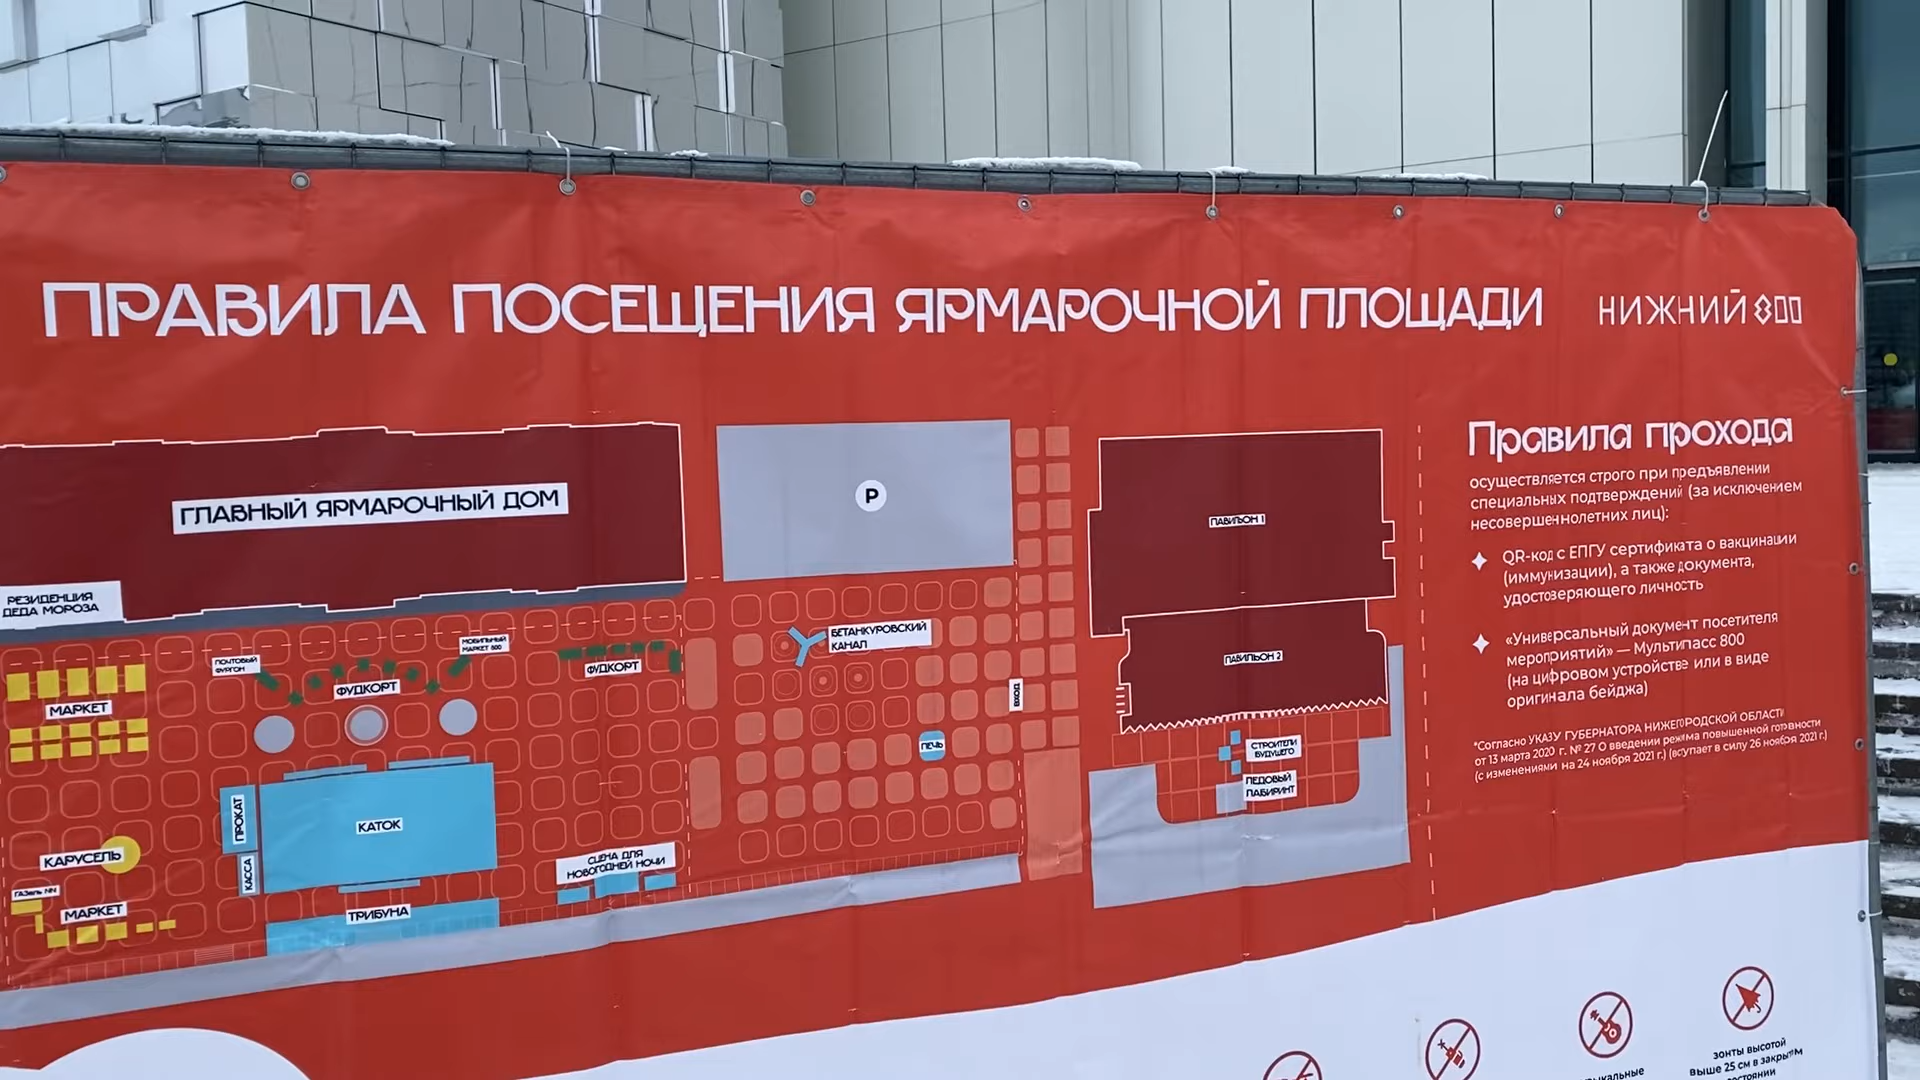 ПРАВИЛА ПОСЕЩЕНИЯ ЯРМАРОЧНОЙ ПЛОЩАДИ
НИЖНИЙ 800
ГЛАВНЫЙ ЯРМАРОЧНЫЙ ДОМ
РЕЗИДЕНЦИЯ
ДЕДА МОРОЗА
P
ПАВИЛЬОН 1
ПАВИЛЬОН 2
БЕТАНКУРОВСКИЙ
КАНАЛ
ПОЧТОВЫЙ
ФУРГОН
МОБИЛЬНЫЙ
МАРКЕТ 800
ФУДКОРТ
ФУДКОРТ
МАРКЕТ
ВХОД
ПЕЧЬ
СТРОИТЕЛИ
БУДУЩЕГО
ЛЕДОВЫЙ
ЛАБИРИНТ
ПРОКАТ
КАТОК
КАССА
КАРУСЕЛЬ
ГАЗель NN
МАРКЕТ
ТРИБУНА
СЦЕНА ДЛЯ
НОВОГОДНЕЙ НОЧИ
Правила прохода
осуществляется строго при предъявлении
специальных подтверждений (за исключением
несовершеннолетних лиц):
QR-код с ЕПГУ сертификата о вакцинации
(иммунизации), а также документа,
удостоверяющего личность
«Универсальный документ посетителя
мероприятий» — Мультипасс 800
(на цифровом устройстве или в виде
оригинала бейджа)
*Согласно УКАЗУ ГУБЕРНАТОРА НИЖЕГОРОДСКОЙ ОБЛАСТИ
от 13 марта 2020 г. № 27 О введении режима повышенной готовности
(с изменениями на 24 ноября 2021 г.) (вступает в силу 26 ноября 2021 г.)
зонты высотой
выше 25 см в закрытом